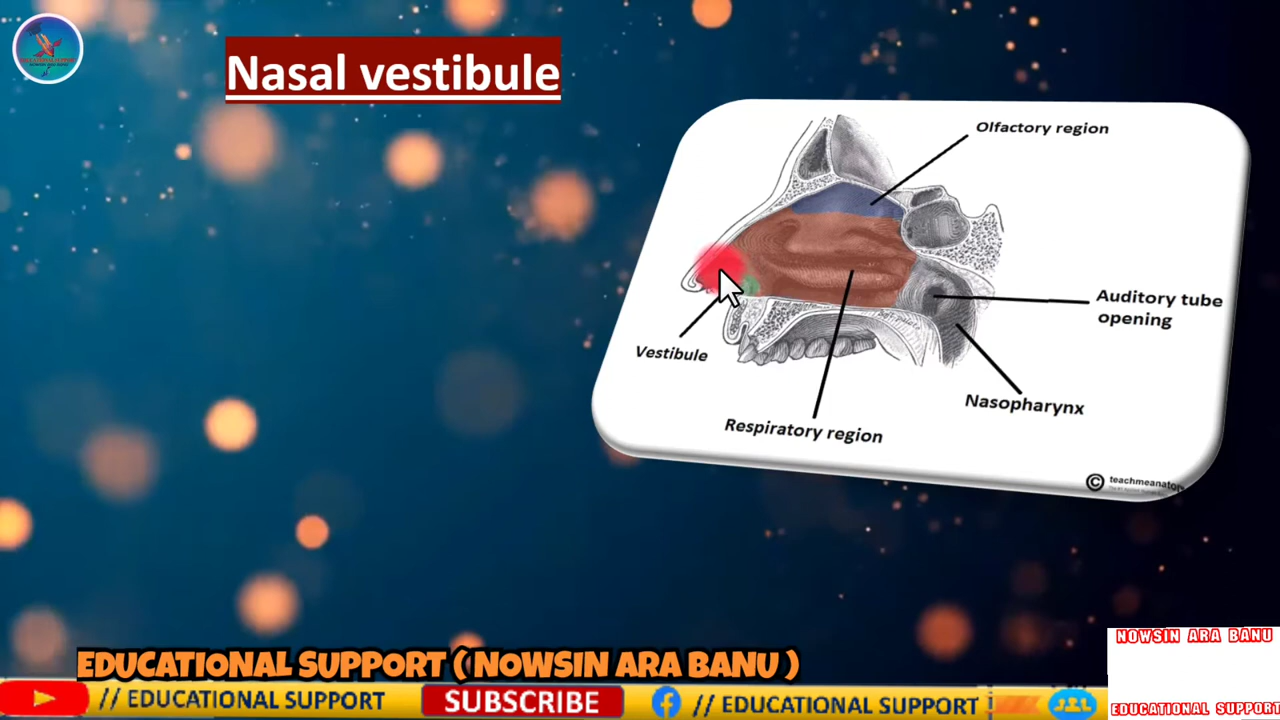 Nasal vestibule
Olfactory region
Auditory tube
opening
Vestibule
Nasopharynx
Respiratory region
© teachmeanato
EDUCATIONAL SUPPORT ( NOWSIN ARA BANU )
// EDUCATIONAL SUPPORT
SUBSCRIBE
// EDUCATIONAL SUPPORT
NOWSIN ARA BANU
EDUCATIONAL SUPPORT